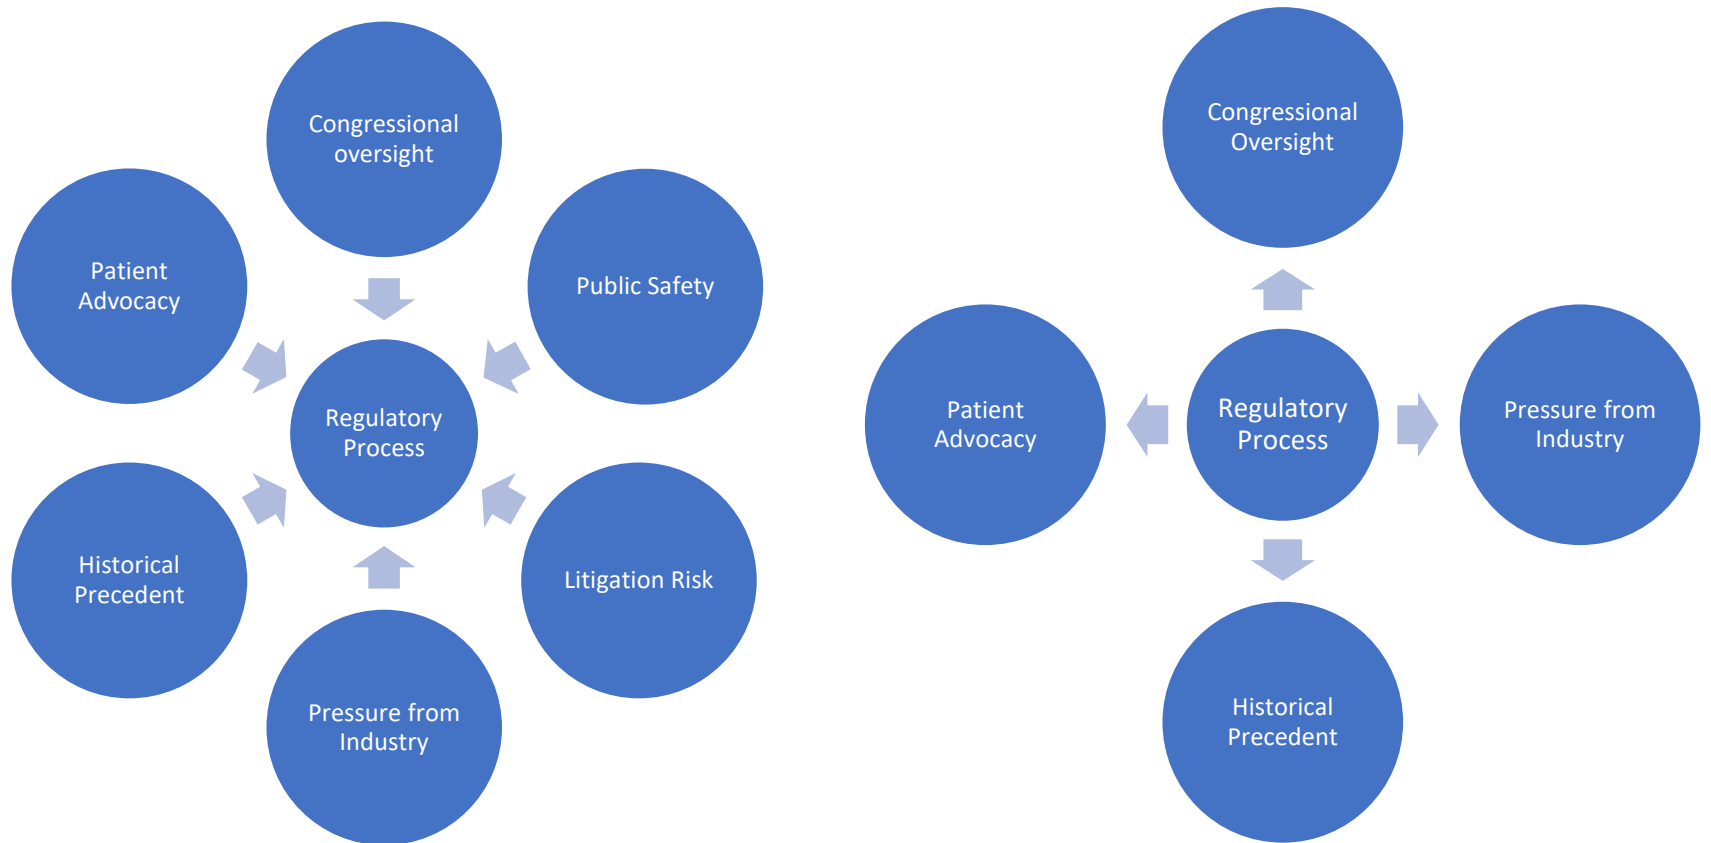 Congressional
oversight
Patient
Advocacy
Public Safety
Regulatory
Process
Historical
Precedent
Litigation Risk
Pressure from
Industry
Congressional
Oversight
Patient
Advocacy
Regulatory
Process
Pressure from
Industry
Historical
Precedent